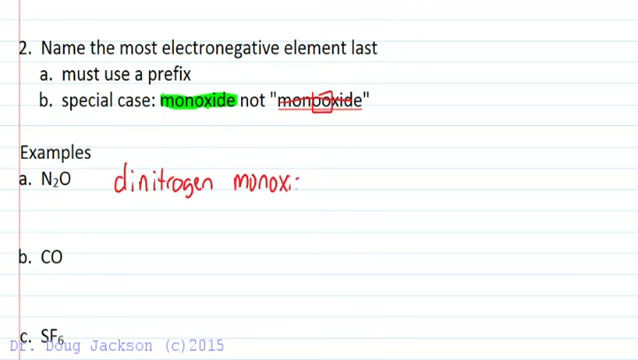 2. Name the most electronegative element last
a. must use a prefix
b. special case: monoxide not "monooxide"
Examples
a. N₂O dinitrogen monoxi
b. CO
c. SF₆
Dr. Doug Jackson (c)2015